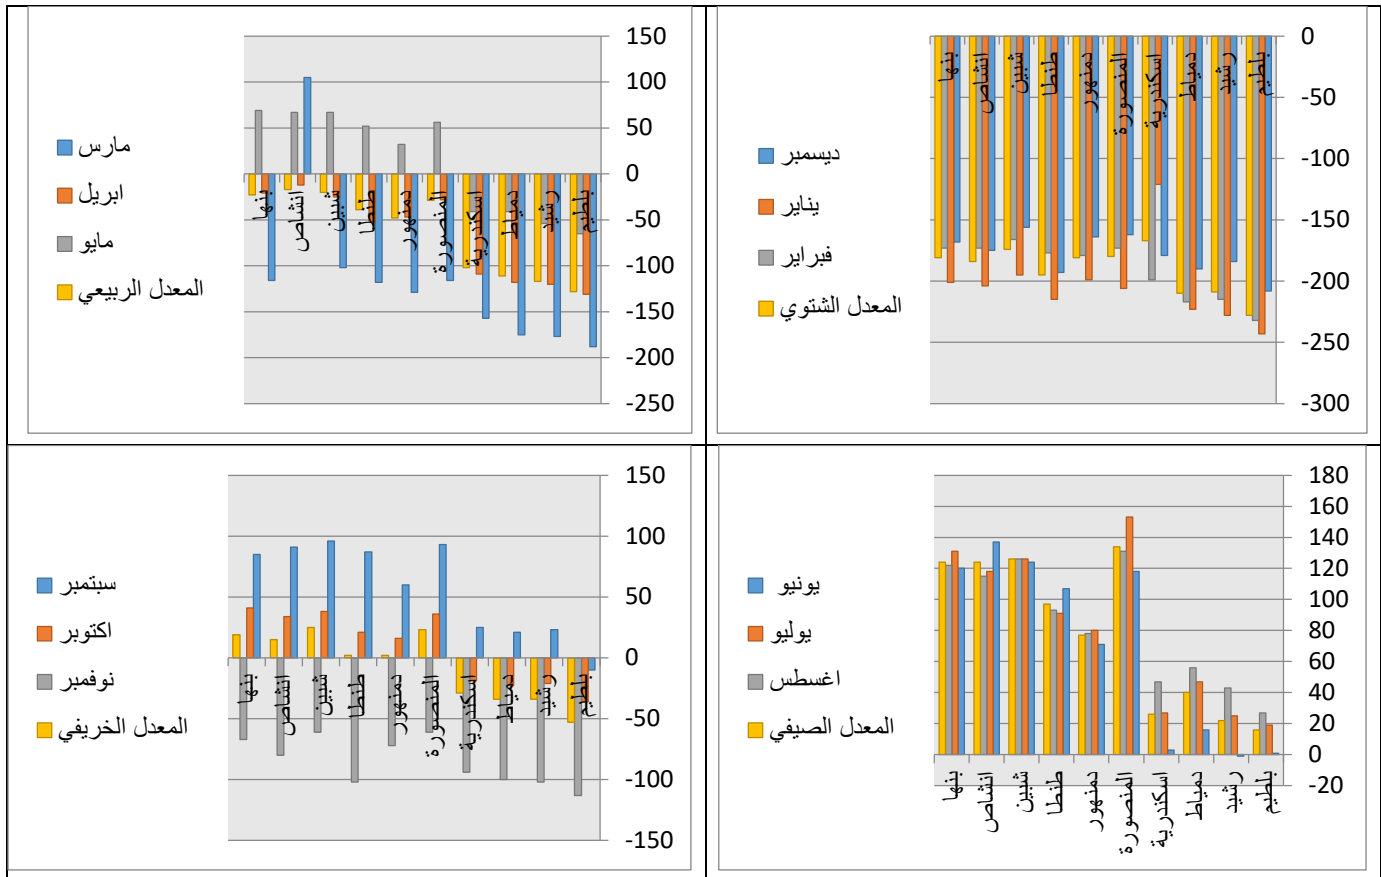 150
100
50
0
-50
-100
-150
-200
-250
مارس
ابريل
مايو
المعدل الربيعي
بنها
انشاص
شبين
طنطا
دمنهور
المنصورة
اسكندرية
دمياط
رشيد
بلطيم
0
-50
-100
-150
-200
-250
-300
ديسمبر
يناير
فبراير
المعدل الشتوي
بنها
انشاص
شبين
طنطا
دمنهور
المنصورة
اسكندرية
دمياط
رشيد
بلطيم
150
100
50
0
-50
-100
-150
سبتمبر
اكتوبر
نوفمبر
المعدل الخريفي
بنها
انشاص
شبين
طنطا
دمنهور
المنصورة
اسكندرية
دمياط
رشيد
بلطيم
180
160
140
120
100
80
60
40
20
0
-20
يونيو
يوليو
اغسطس
المعدل الصيفي
بنها
انشاص
شبين
طنطا
دمنهور
المنصورة
اسكندرية
دمياط
رشيد
بلطيم